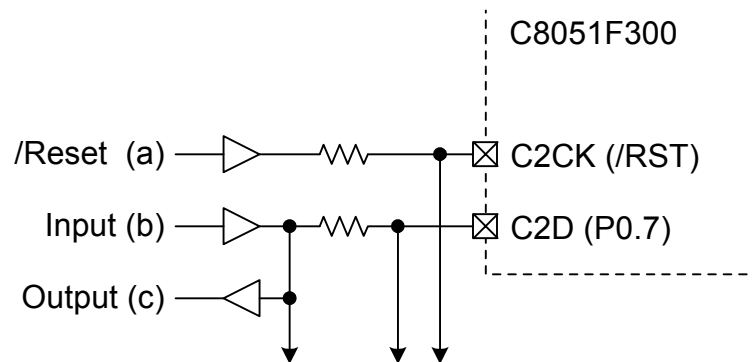 C8051F300
/Reset (a)
C2CK (/RST)
Input (b)
C2D (P0.7)
Output (c)